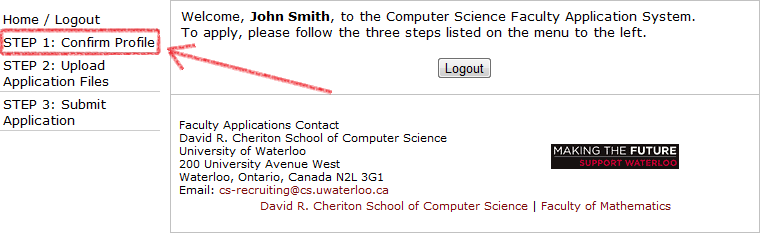 Home / Logout
STEP 1: Confirm Profile
STEP 2: Upload
Application Files
STEP 3: Submit
Application
Welcome, John Smith, to the Computer Science Faculty Application System.
To apply, please follow the three steps listed on the menu to the left.
Logout
Faculty Applications Contact
David R. Cheriton School of Computer Science
University of Waterloo
200 University Avenue West
Waterloo, Ontario, Canada N2L 3G1
Email: cs-recruiting@cs.uwaterloo.ca
MAKING THE FUTURE
SUPPORT WATERLOO
David R. Cheriton School of Computer Science | Faculty of Mathematics